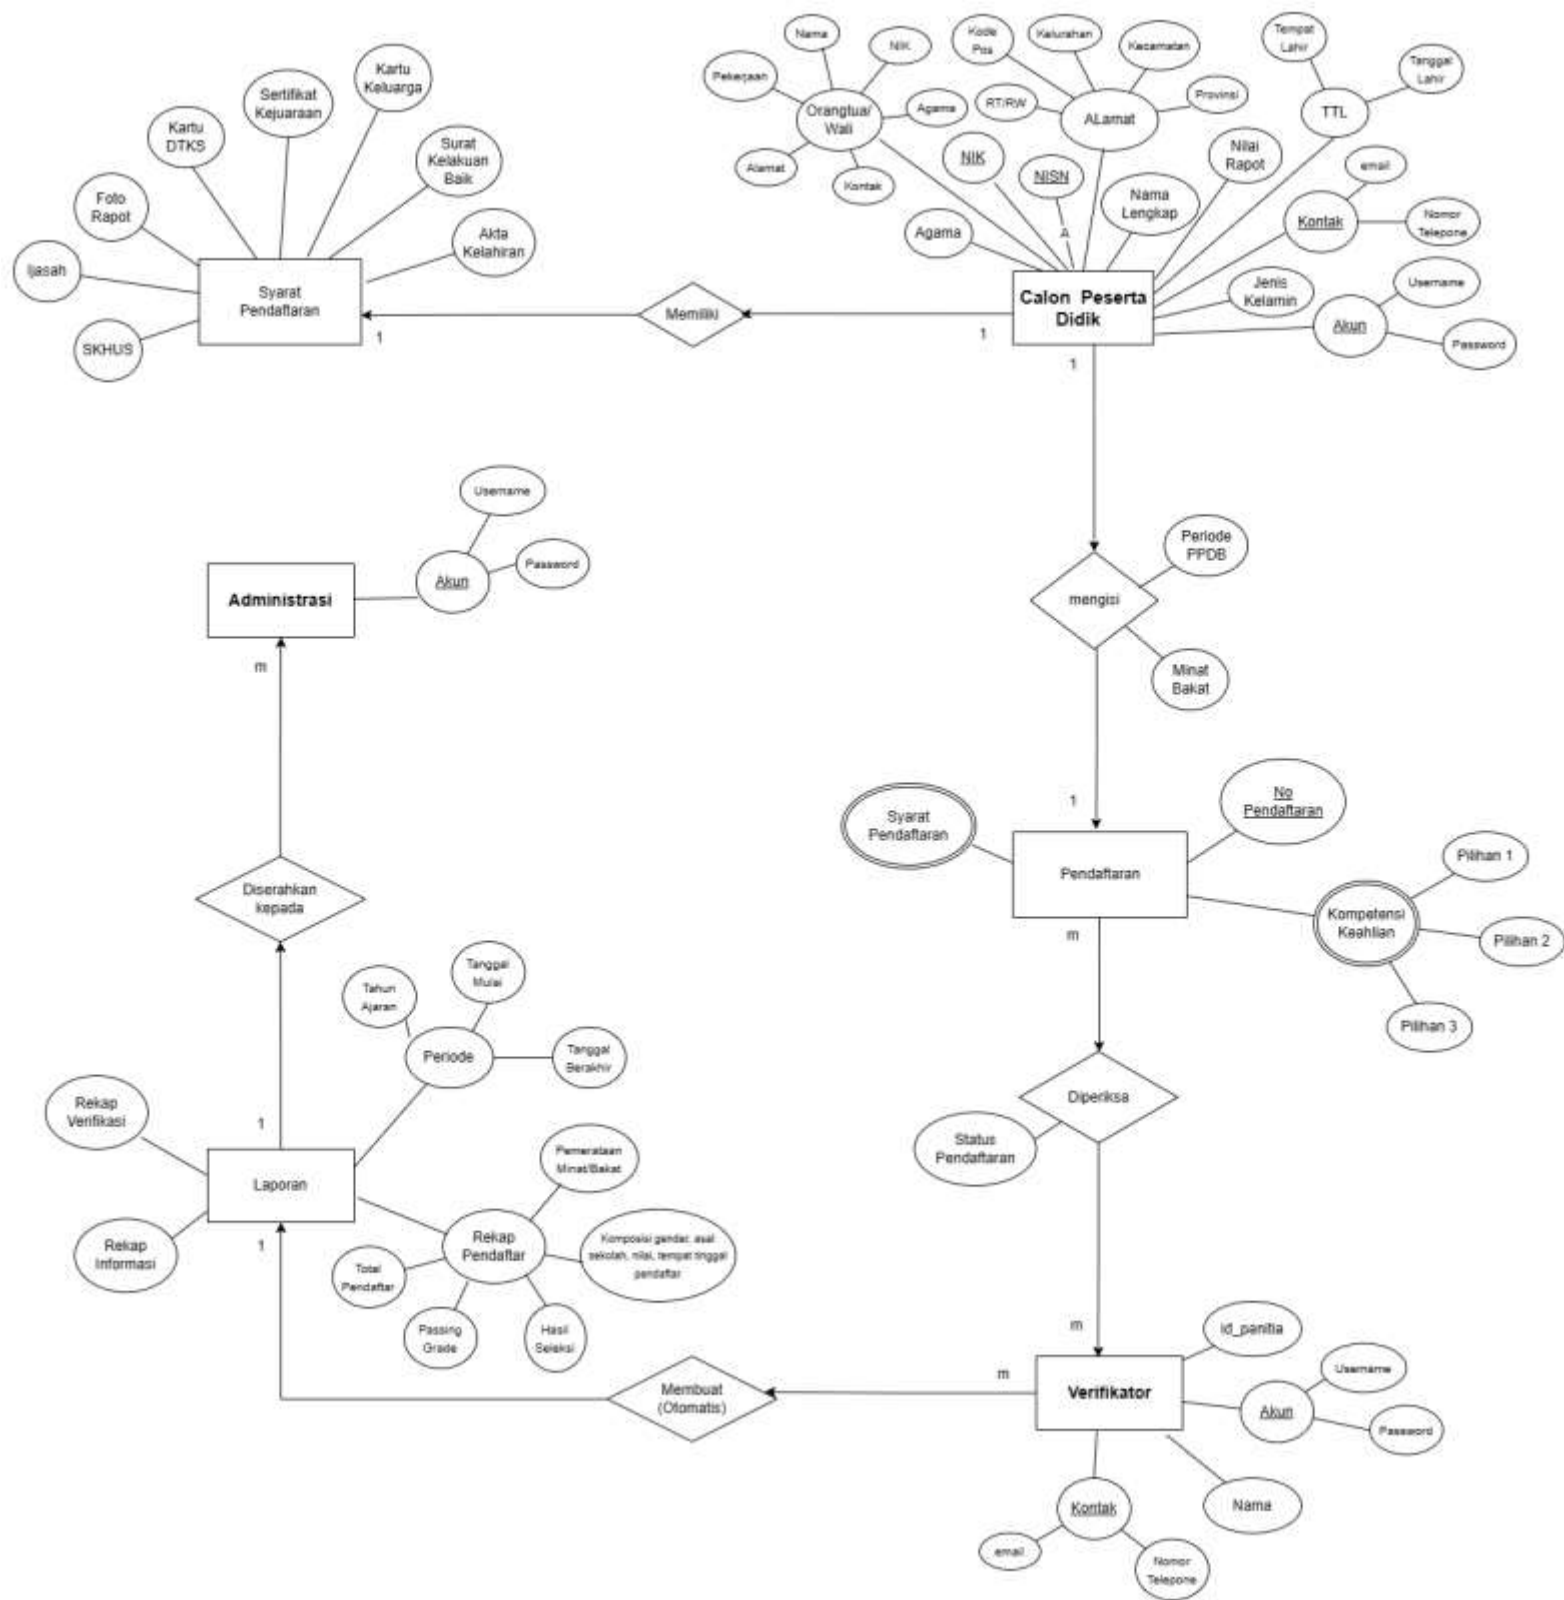 Nama
NIK
Pekerjaan
Orangtua/
Wali
Agama
Alamat
Kontak
Kode
Pos
Kelurahan
Kecamatan
RT/RW
ALamat
Provinsi
Tempat
Lahir
Tanggal
Lahir
TTL
Kartu
Keluarga
Sertifikat
Kejuaraan
Kartu
DTKS
Surat
Kelakuan
Baik
Foto
Rapot
Akta
Kelahiran
Ijasah
SKHUS
Syarat
Pendaftaran
1
Memiliki
1
NIK
NISN
A
Nama
Lengkap
Nilai
Rapot
Agama
email
Kontak
Nomor
Telepone
Calon Peserta
Didik
Jenis
Kelamin
Username
Akun
Password
1
Periode
PPDB
mengisi
Minat
Bakat
1
Username
Akun
Password
Administrasi
m
Diserahkan
kepada
Syarat
Pendaftaran
No
Pendaftaran
Pendaftaran
Kompetensi
Keahlian
Pilihan 1
Pilihan 2
Pilihan 3
m
Diperiksa
Status
Pendaftaran
m
Tahun
Ajaran
Tanggal
Mulai
Periode
Tanggal
Berakhir
Rekap
Verifikasi
1
Laporan
Rekap
Informasi
1
Pemerataan
Minat/Bakat
Rekap
Pendaftar
Komposisi gender, asal
sekolah, nilai, tempat tinggal
pendaftar
Total
Pendaftar
Passing
Grade
Hasil
Seleksi
Membuat
(Otomatis)
m
Verifikator
id_panitia
Username
Akun
Password
Nama
Kontak
email
Nomor
Telepone